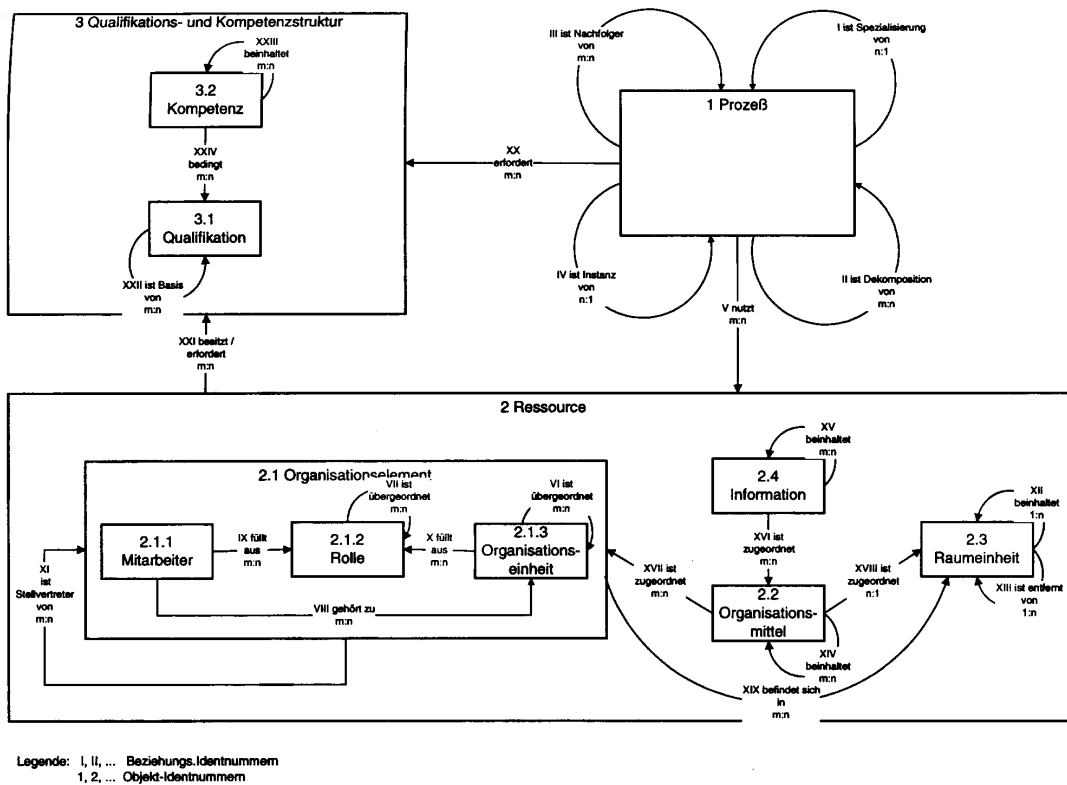 3 Qualifikations- und Kompetenzstruktur
XXIII
beinhaltet
m:n
3.2
Kompetenz
XXIV
bedingt
m:n
3.1
Qualifikation
XXII ist Basis
von
m:n
III ist Nachfolger
von
m:n
I ist Spezialisierung
von
n:1
1 Prozeß
XX
erfordert
m:n
IV ist Instanz
von
n:1
II ist Dekomposition
von
m:n
V nutzt
m:n
XXI besitzt /
erfordert
m:n
2 Ressource
2.1 Organisationselement
VII ist
übergeordnet
m:n
VI ist
übergeordnet
m:n
2.1.1
Mitarbeiter
IX füllt
aus
m:n
2.1.2
Rolle
X füllt
aus
m:n
2.1.3
Organisations-
einheit
VIII gehört zu
m:n
XI
ist
Stellvertreter
von
m:n
XV
beinhaltet
m:n
2.4
Information
XVI ist
zugeordnet
m:n
XVII ist
zugeordnet
m:n
XVIII ist
zugeordnet
n:1
2.2
Organisations-
mittel
XIV
beinhaltet
m:n
XII
beinhaltet
1:n
2.3
Raumeinheit
XIII ist entfernt
von
1:n
XIX befindet sich
in
m:n
Legende: I, II, ... Beziehungs.Identnummern
1, 2, ... Objekt-Identnummern